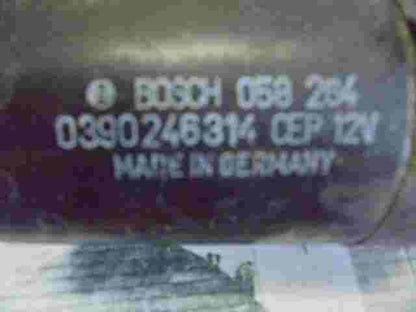 BOSCH 058 264
0390246314 CEP 12V
MADE IN GERMANY